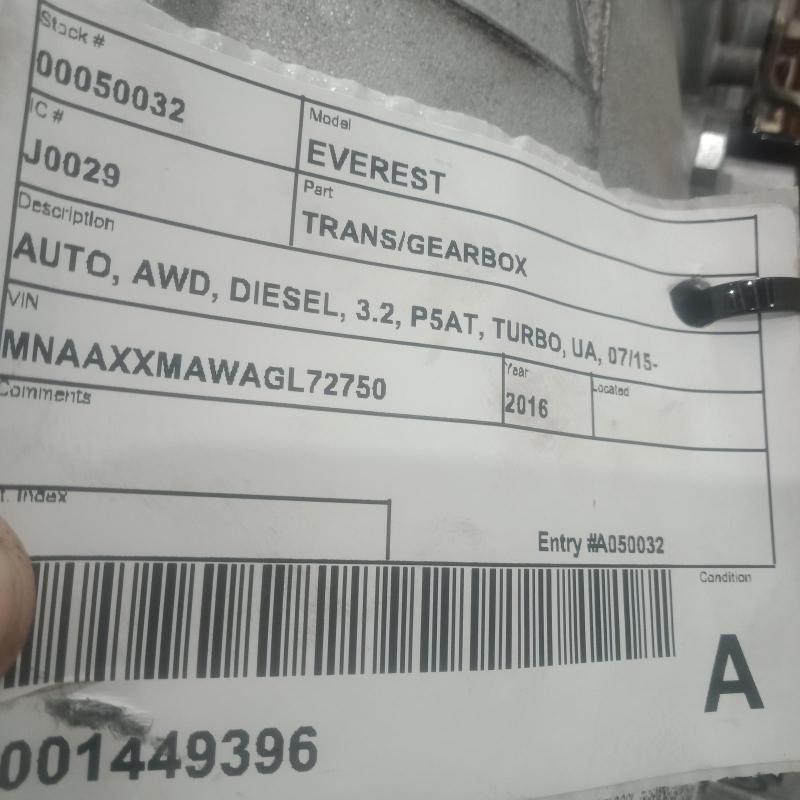 Stock #
00050032
Model
EVEREST
IC #
J0029
Part
TRANS/GEARBOX
Description
AUTO, AWD, DIESEL, 3.2, P5AT, TURBO, UA, 07/15-
VIN
MNAAXXMAWAGL72750
Year
2016
Located
Comments
t. Index
Entry #A050032
Condition
A
001449396